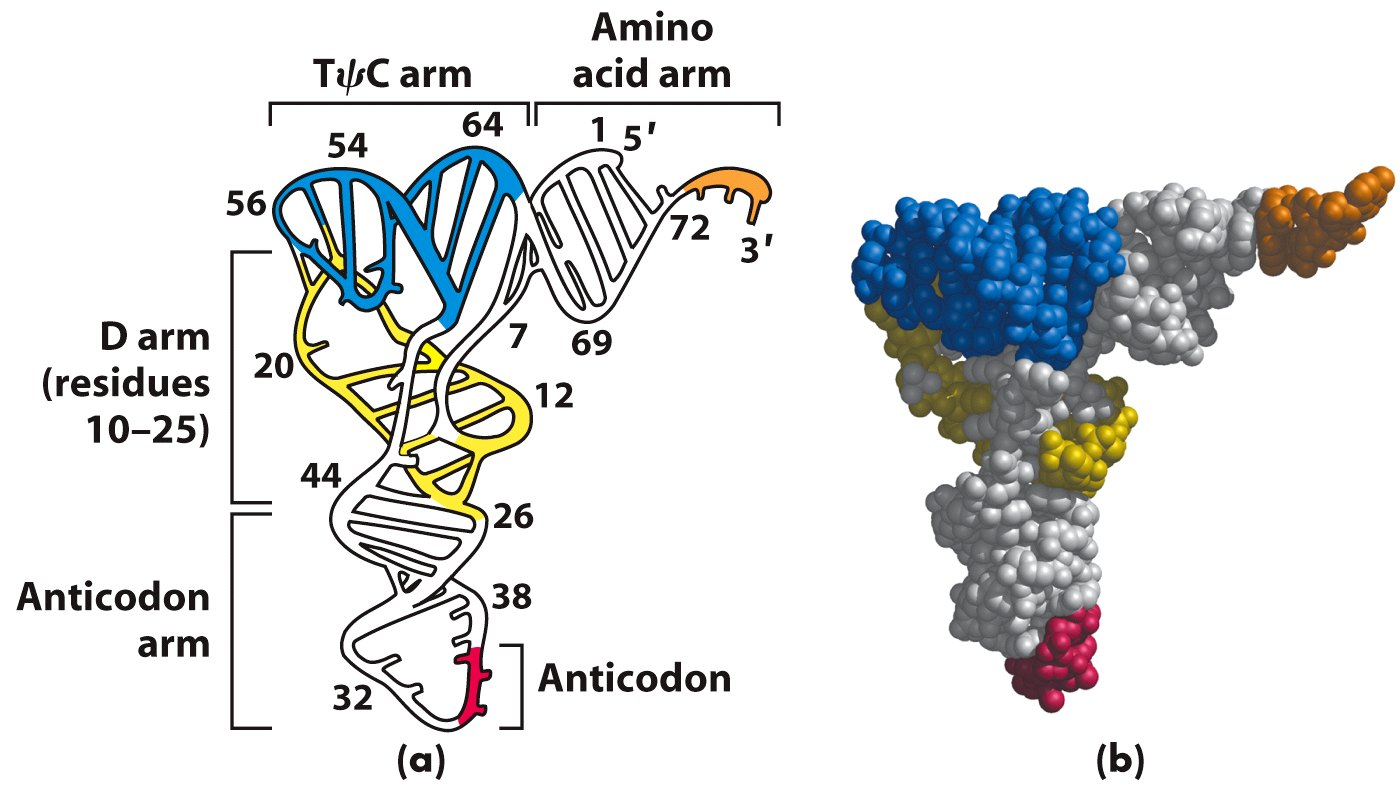 Amino
acid arm
TψC arm
64
1
5′
54
56
72
3′
D arm
(residues
10–25)
20
7
69
12
44
26
Anticodon
arm
38
32
Anticodon
(a)
(b)